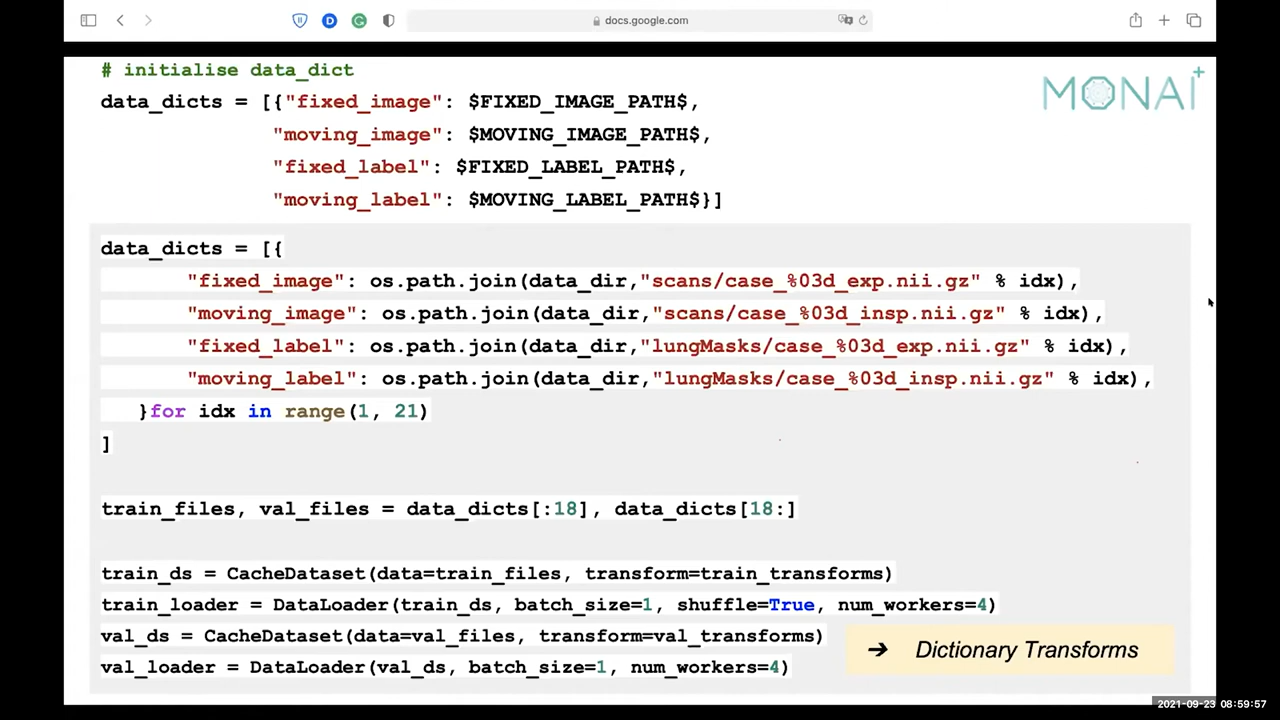 docs.google.com
# initialise data_dict
data_dicts = [{"fixed_image": $FIXED_IMAGE_PATH$,
"moving_image": $MOVING_IMAGE_PATH$,
"fixed_label": $FIXED_LABEL_PATH$,
"moving_label": $MOVING_LABEL_PATH$}]
MONAI
data_dicts = [{
"fixed_image": os.path.join(data_dir,"scans/case_%03d_exp.nii.gz" % idx),
"moving_image": os.path.join(data_dir,"scans/case_%03d_insp.nii.gz" % idx),
"fixed_label": os.path.join(data_dir,"lungMasks/case_%03d_exp.nii.gz" % idx),
"moving_label": os.path.join(data_dir,"lungMasks/case_%03d_insp.nii.gz" % idx),
}for idx in range(1, 21)
]
train_files, val_files = data_dicts[:18], data_dicts[18:]
train_ds = CacheDataset(data=train_files, transform=train_transforms)
train_loader = DataLoader(train_ds, batch_size=1, shuffle=True, num_workers=4)
val_ds = CacheDataset(data=val_files, transform=val_transforms)
val_loader = DataLoader(val_ds, batch_size=1, num_workers=4)
➔ Dictionary Transforms
2021-09-23 08:59:57